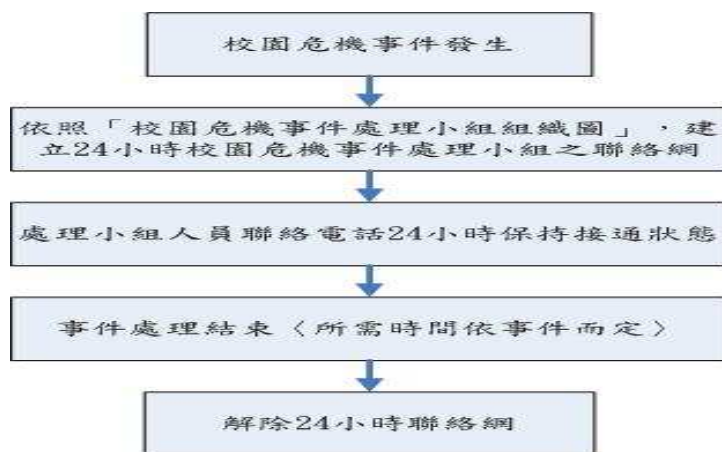 校園危機事件發生
依照「校園危機事件處理小組組織圖」，建
立24小時校園危機事件處理小組之聯絡網
處理小組人員聯絡電話24小時保持接通狀態
事件處理結束〈所需時間依事件而定〉
解除24小時聯絡網